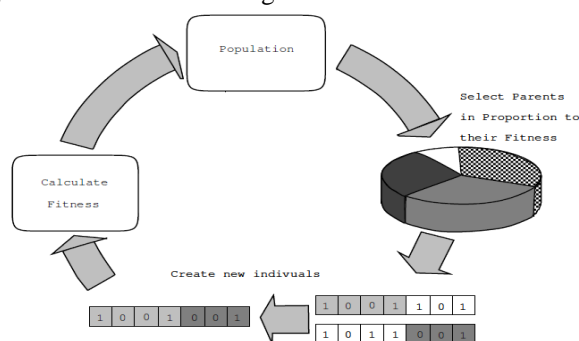 Population
Select Parents
in Proportion to
their Fitness
Calculate
Fitness
Create new indivuals
1 0 0 1 1 0 1
1 0 0 1 0 0 1
1 0 1 1 0 0 1